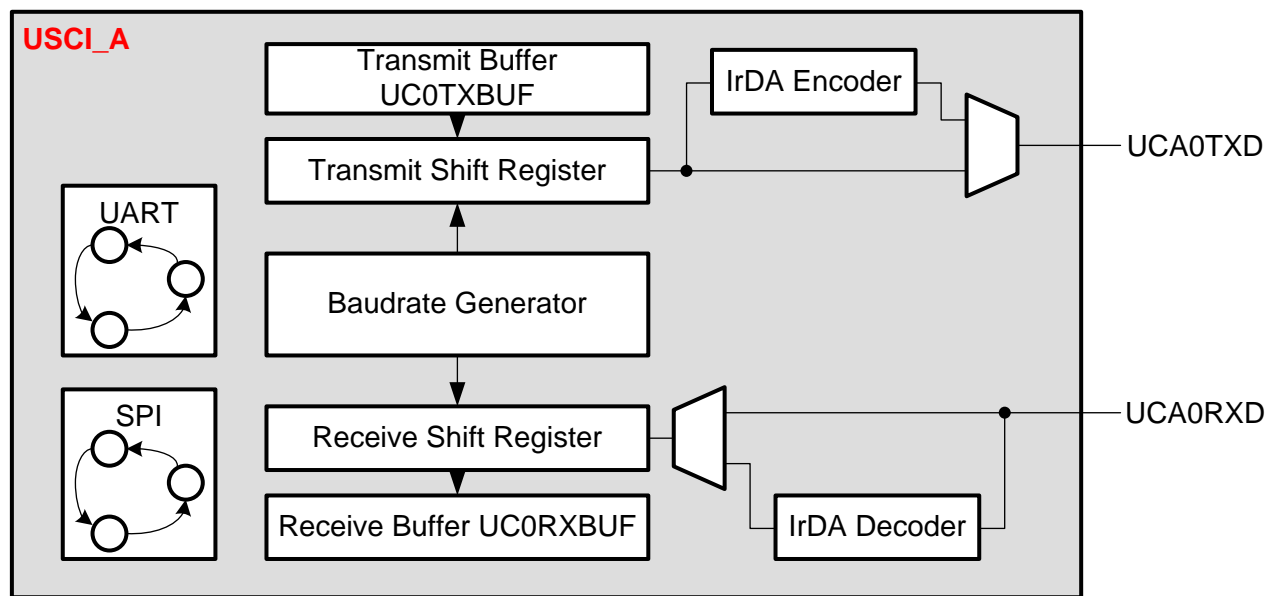 USCI_A
Transmit Buffer
UC0TXBUF
IrDA Encoder
UCA0TXD
Transmit Shift Register
UART
Baudrate Generator
SPI
Receive Shift Register
UCA0RXD
Receive Buffer UC0RXBUF
IrDA Decoder